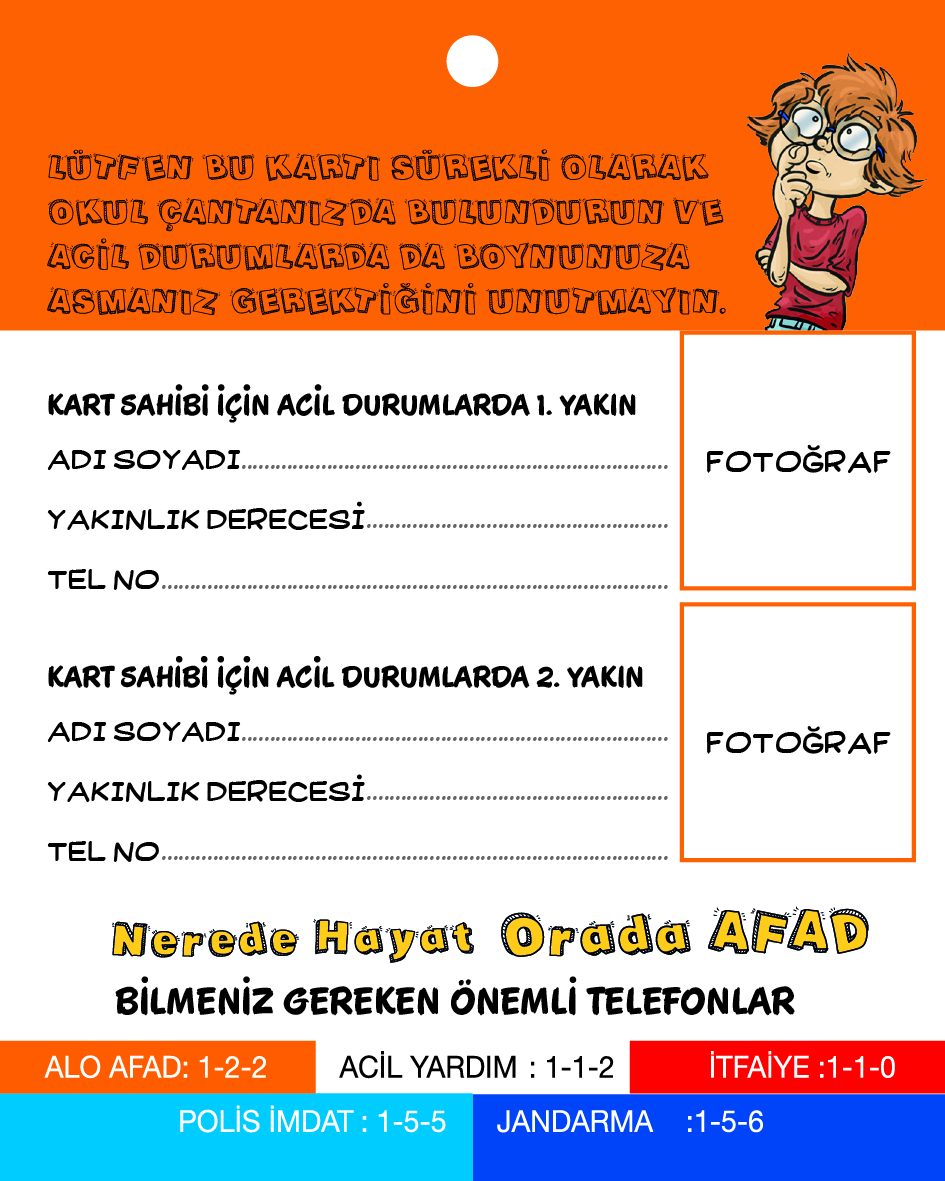 LÜTFEN BU KARTI SÜREKLİ OLARAK
OKUL ÇANTANIZDA BULUNDURUN VE
ACİL DURUMLARDA DA BOYNUNUZA
ASMANIZ GEREKTİĞİNİ UNUTMAYIN.
KART SAHİBİ İÇİN ACİL DURUMLARDA 1. YAKIN
ADI SOYADI........................................................................
YAKINLIK DERECESİ...................................................
TEL NO......................................................................................
FOTOĞRAF
KART SAHİBİ İÇİN ACİL DURUMLARDA 2. YAKIN
ADI SOYADI........................................................................
YAKINLIK DERECESİ...................................................
TEL NO......................................................................................
FOTOĞRAF
Nerede Hayat Orada AFAD
BİLMENİZ GEREKEN ÖNEMLİ TELEFONLAR
ALO AFAD: 1-2-2 ACİL YARDIM : 1-1-2 İTFAİYE :1-1-0
POLİS İMDAT : 1-5-5 JANDARMA :1-5-6